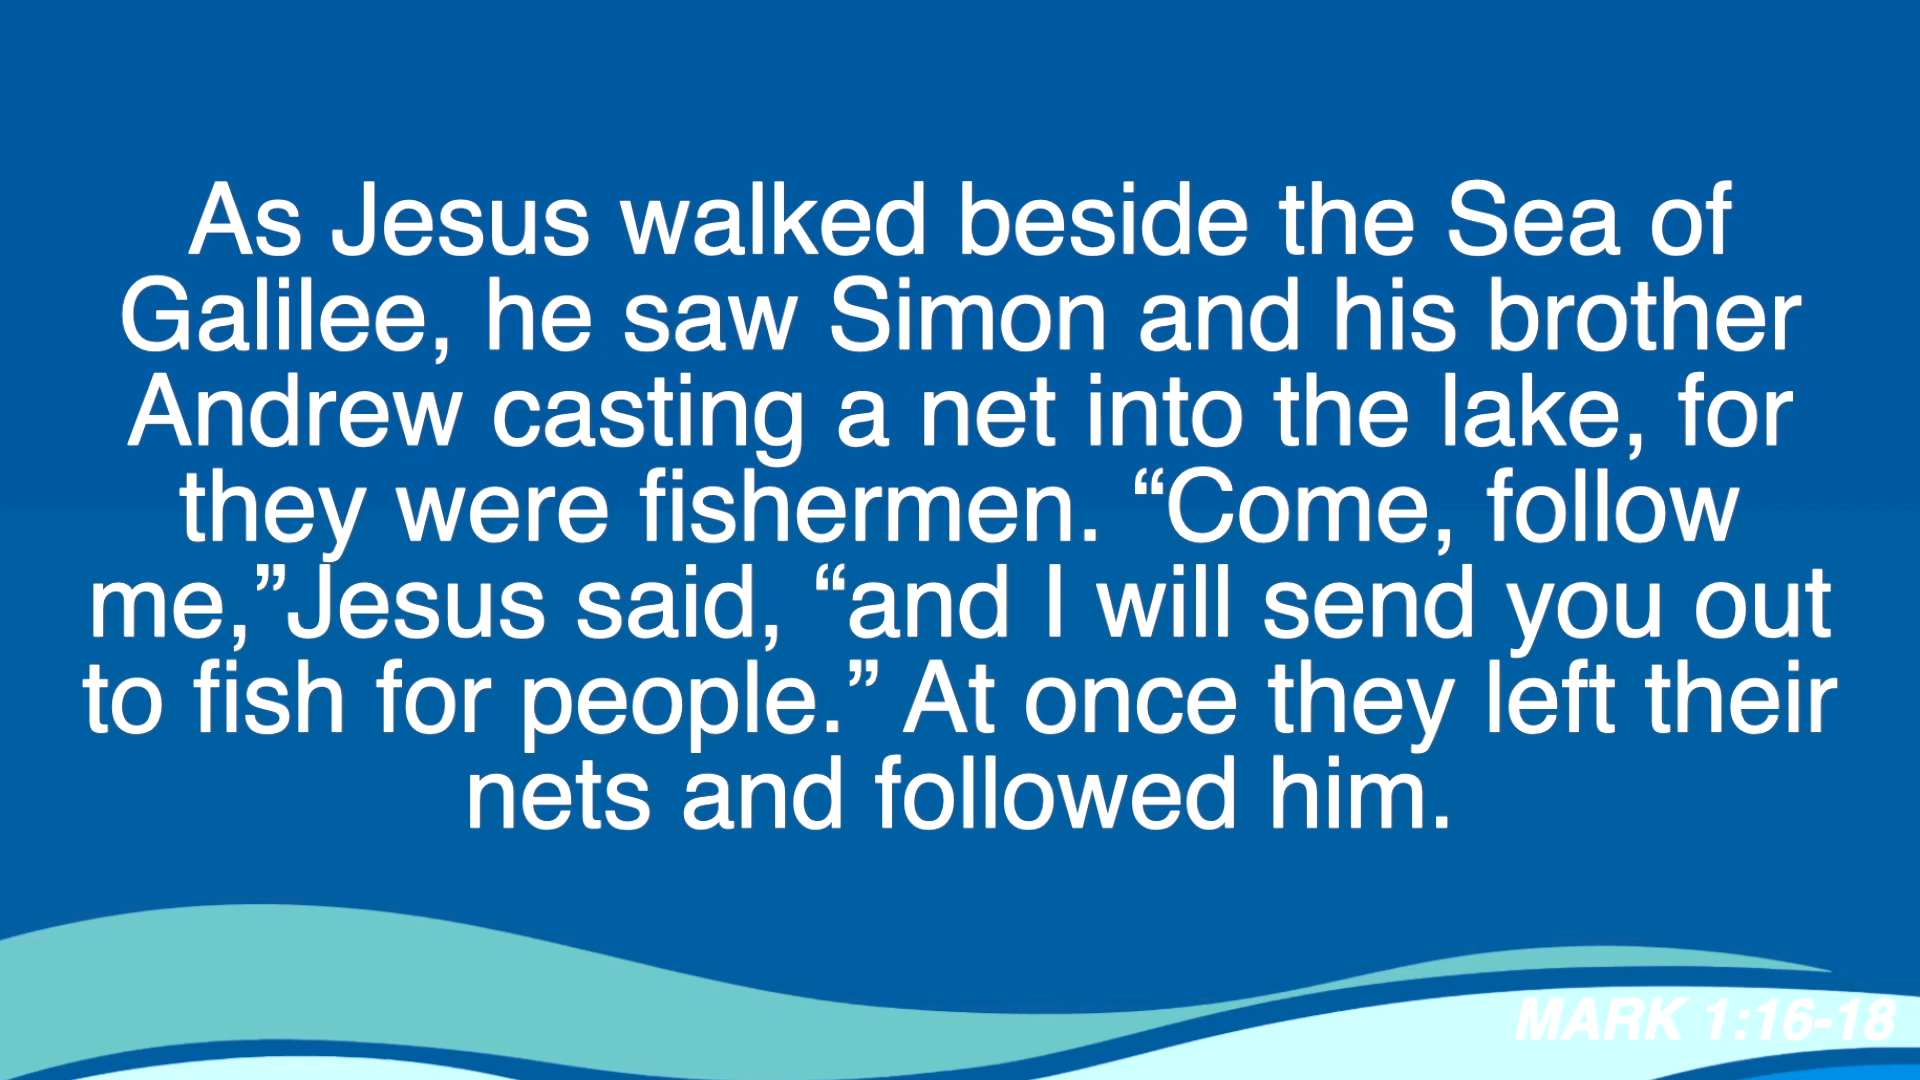 As Jesus walked beside the Sea of
Galilee, he saw Simon and his brother
Andrew casting a net into the lake, for
they were fishermen. “Come, follow
me,”Jesus said, “and I will send you out
to fish for people.” At once they left their
nets and followed him.
MARK 1:16-18